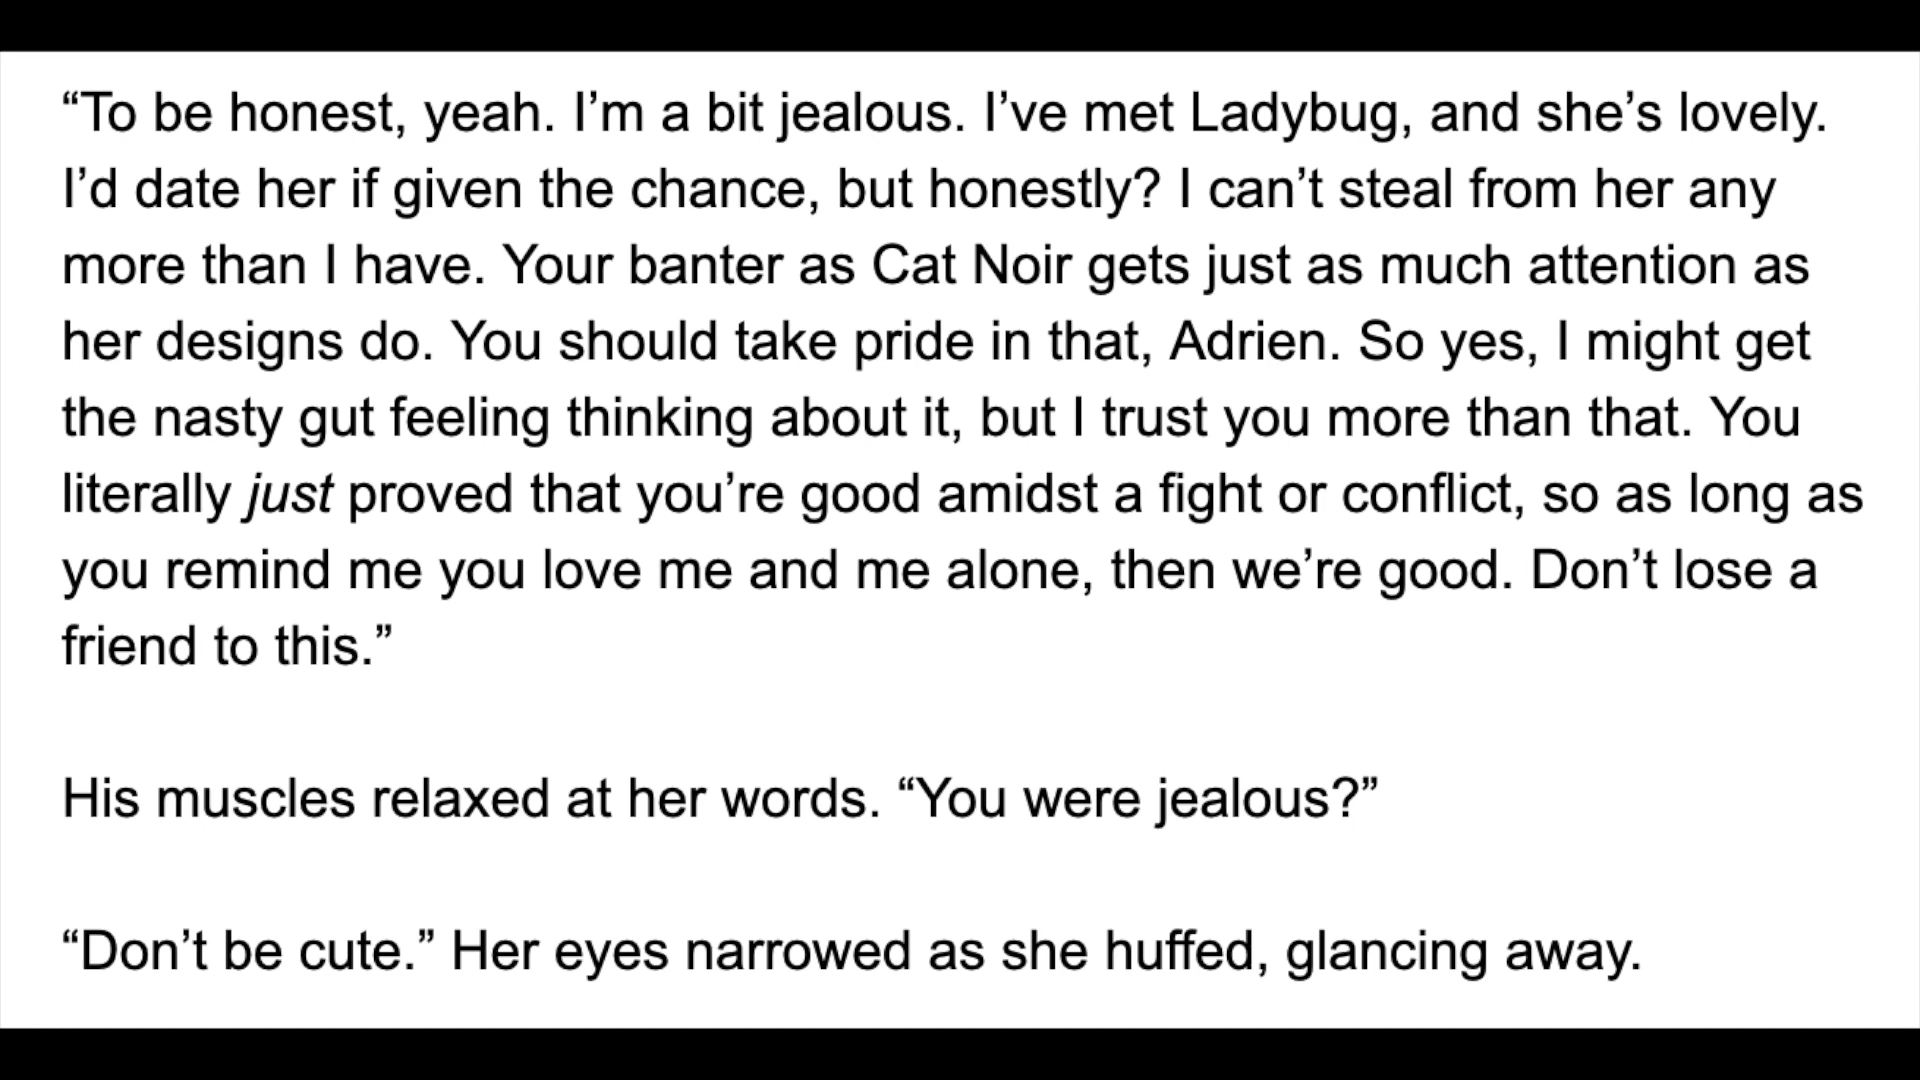 “To be honest, yeah. I’m a bit jealous. I’ve met Ladybug, and she’s lovely.
I’d date her if given the chance, but honestly? I can’t steal from her any
more than I have. Your banter as Cat Noir gets just as much attention as
her designs do. You should take pride in that, Adrien. So yes, I might get
the nasty gut feeling thinking about it, but I trust you more than that. You
literally just proved that you’re good amidst a fight or conflict, so as long as
you remind me you love me and me alone, then we’re good. Don’t lose a
friend to this.”
His muscles relaxed at her words. “You were jealous?”
“Don’t be cute.” Her eyes narrowed as she huffed, glancing away.